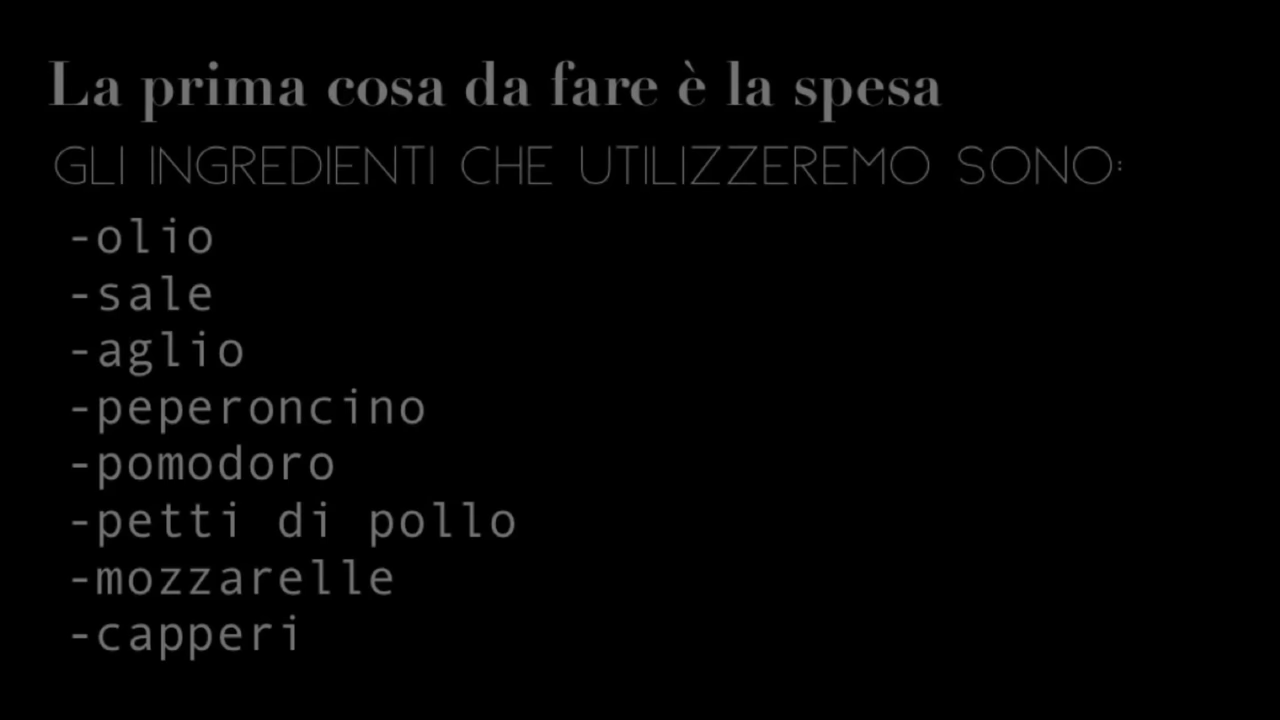 La prima cosa da fare è la spesa
GLI INGREDIENTI CHE UTILIZZEREMO SONO:
-olio
-sale
-aglio
-peperoncino
-pomodoro
-petti di pollo
-mozzarelle
-capperi